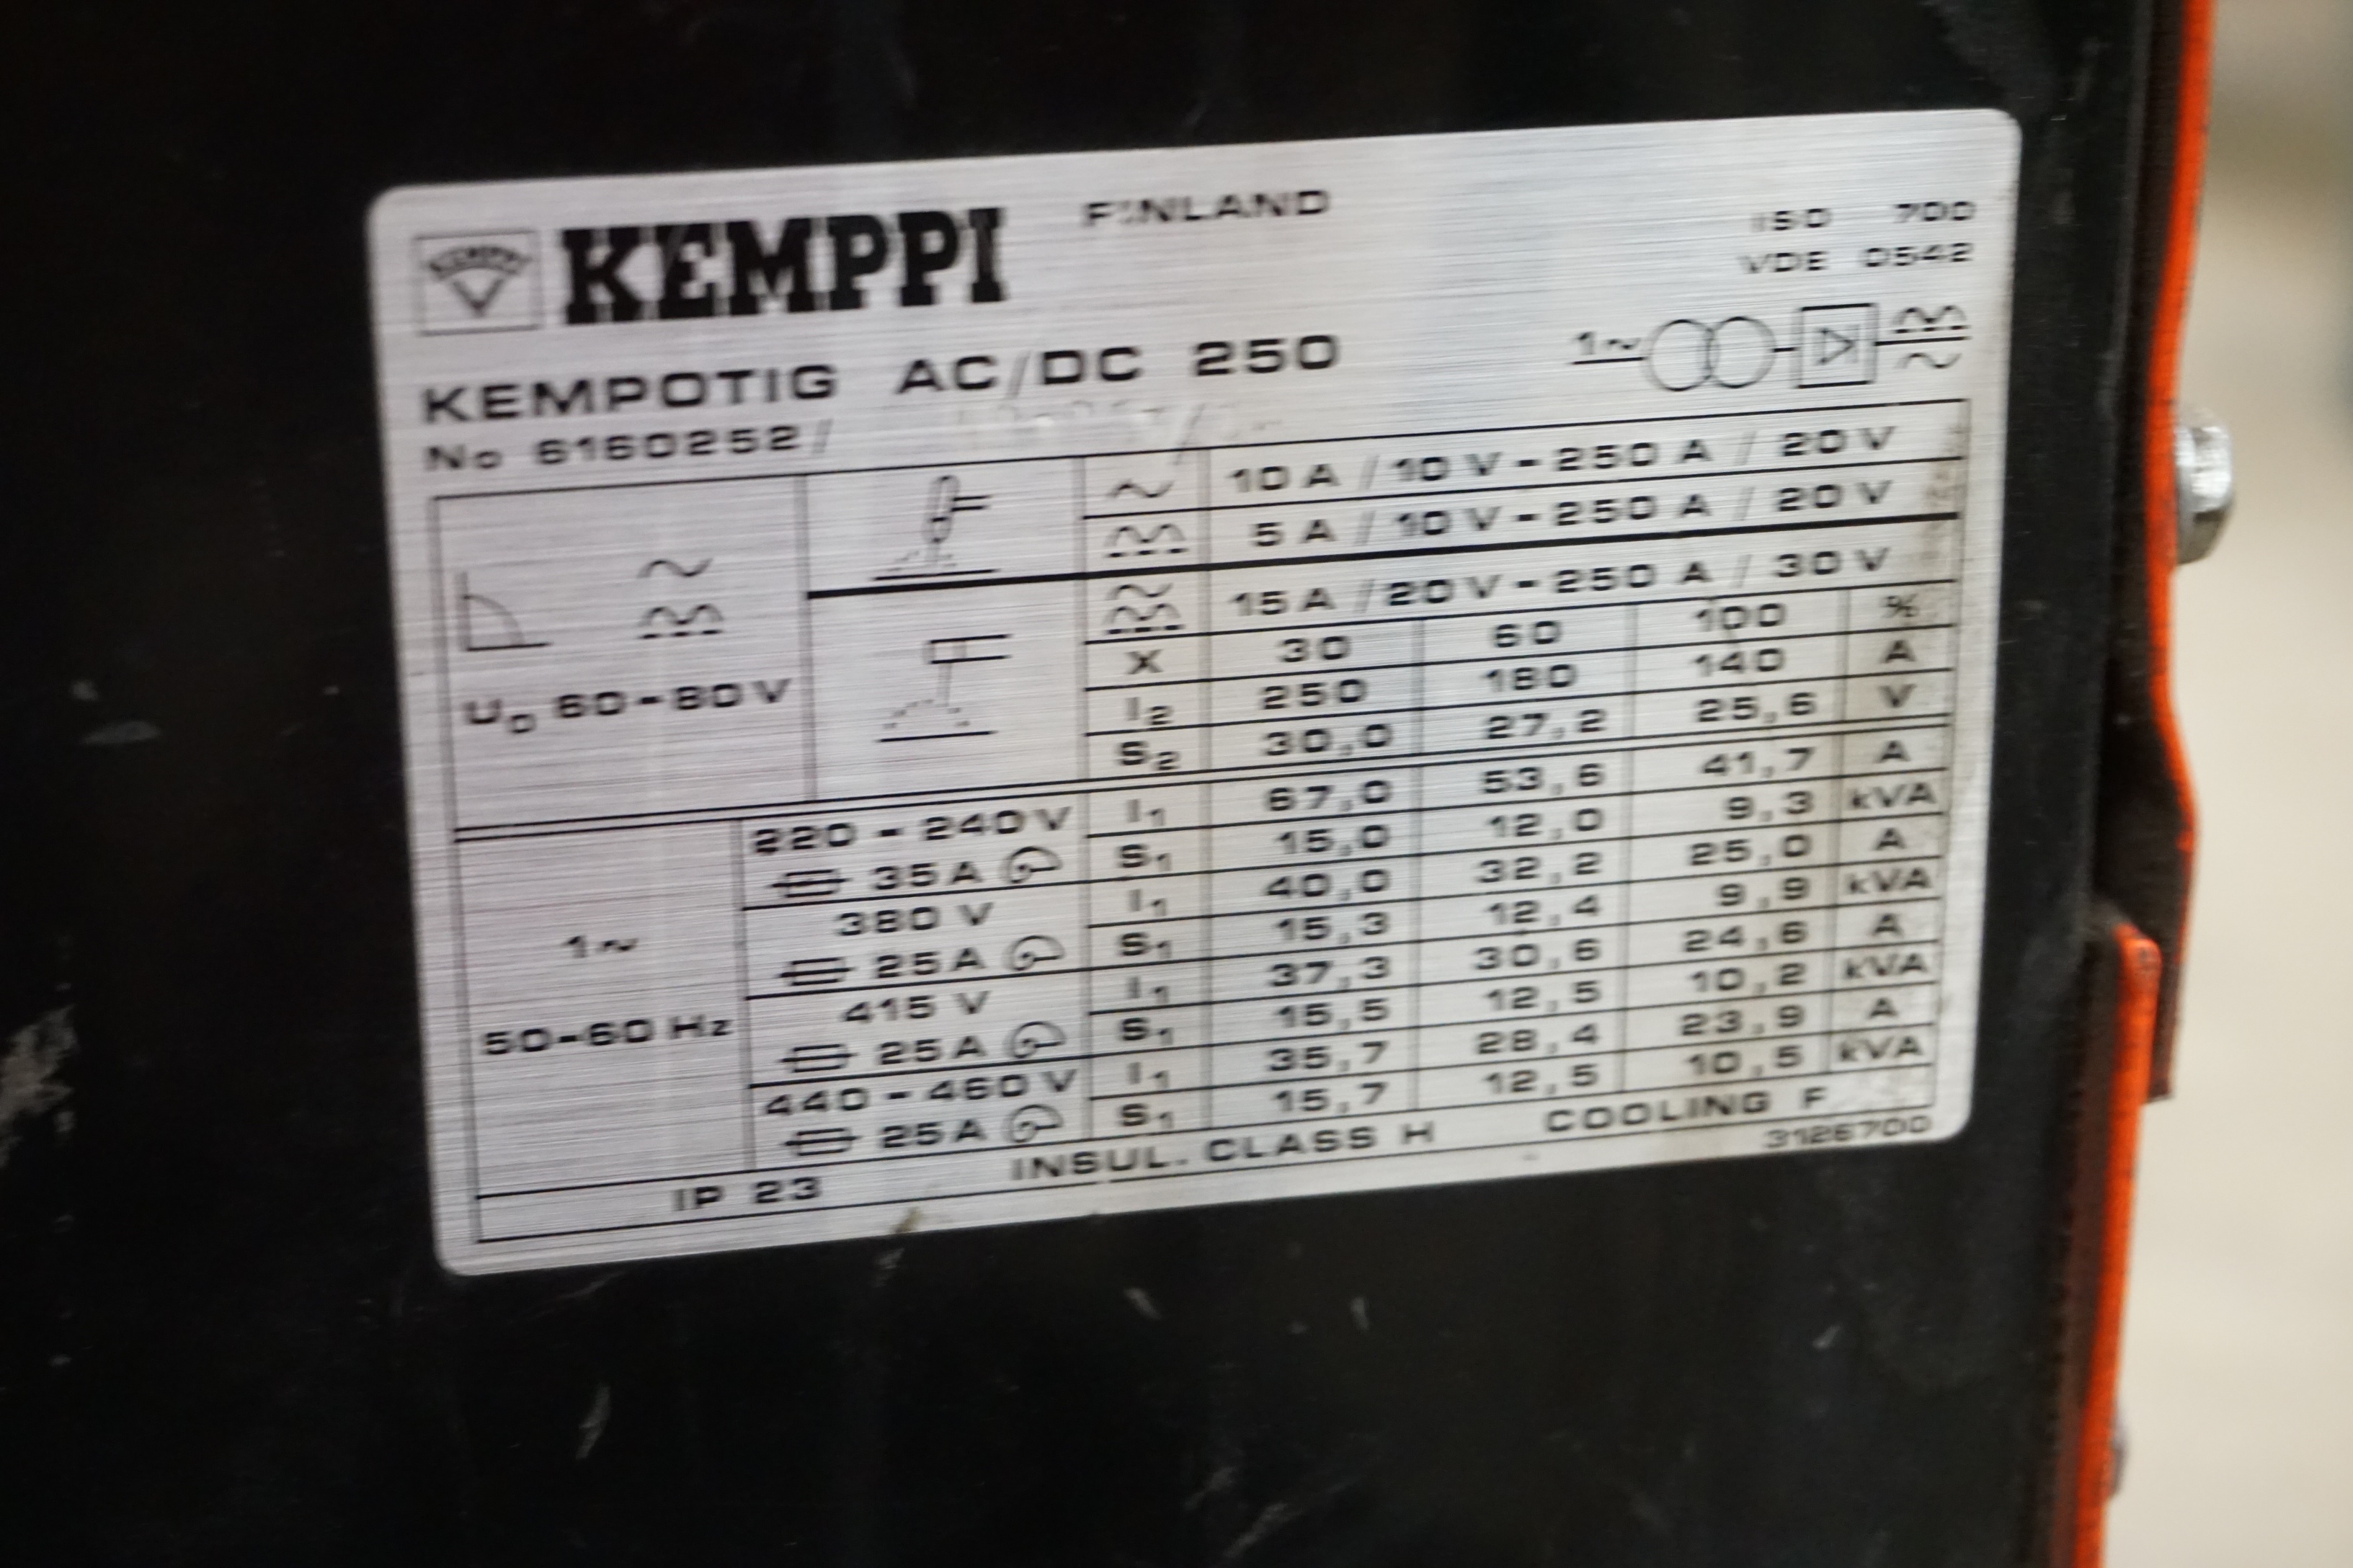 KEMPPI KEMPPI FINLAND
ISO 700
VDE 0542
KEMPOTIG AC/DC 250
1~
No 6160252/
~ 10 A / 10 V - 250 A / 20 V
5 A / 10 V - 250 A / 20 V
~
15 A / 20 V - 250 A / 30 V
U0 60-80 V
X 30 60 100 %
I2 250 180 140 A
S2 30,0 27,2 25,6 V
1~
50-60 Hz
220 - 240 V I1 67,0 53,6 41,7 A
35 A S1 15,0 12,0 9,3 kVA
380 V I1 40,0 32,2 25,0 A
25 A S1 15,3 12,4 9,9 kVA
415 V I1 37,3 30,6 24,6 A
25 A S1 15,5 12,5 10,2 kVA
440 - 460 V I1 35,7 28,4 23,9 A
25 A S1 15,7 12,5 10,5 kVA
IP 23 INSUL. CLASS H COOLING F
3126700